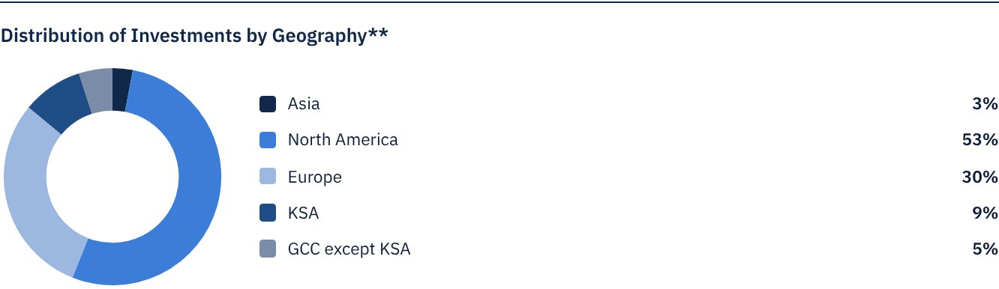 Distribution of Investments by Geography**
Asia 3%
North America 53%
Europe 30%
KSA 9%
GCC except KSA 5%